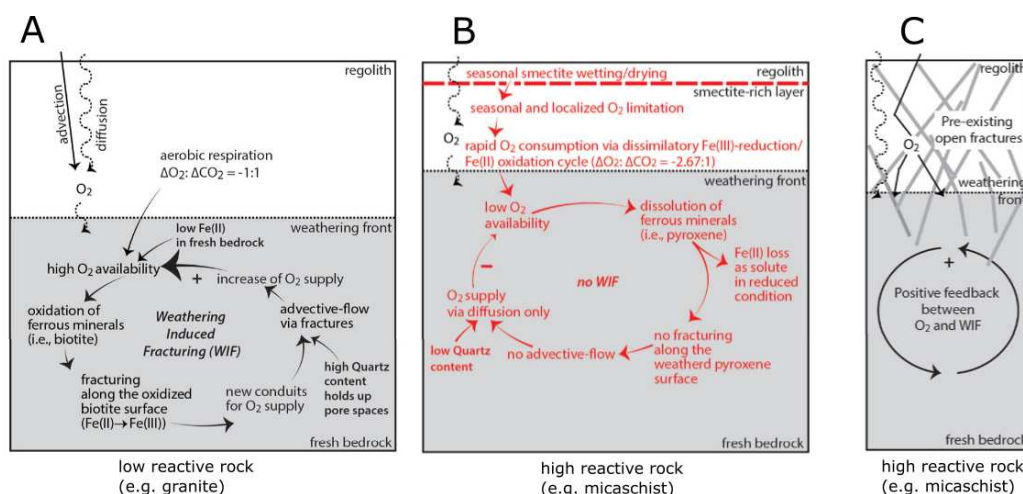 A
regolith
advection
diffusion
O₂
aerobic respiration
ΔO₂: ΔCO₂ = -1:1
weathering front
low Fe(II)
in fresh bedrock
high O₂ availability
+
increase of O₂ supply
oxidation of
ferrous minerals
(i.e., biotite)
Weathering
Induced
Fracturing (WIF)
advective-flow
via fractures
fracturing
along the oxidized
biotite surface
(Fe(II)→Fe(III))
new conduits
for O₂ supply
high Quartz
content
holds up
pore spaces
fresh bedrock
low reactive rock
(e.g. granite)
B
seasonal smectite wetting/drying
regolith
smectite-rich layer
seasonal and localized O₂ limitation
O₂
rapid O₂ consumption via dissimilatory Fe(III)-reduction/
Fe(II) oxidation cycle (ΔO₂: ΔCO₂ = -2.67:1)
weathering front
low O₂
availability
dissolution of
ferrous minerals
(i.e., pyroxene)
Fe(II) loss
as solute
in reduced
condition
–
no WIF
O₂ supply
via diffusion only
low Quartz
content
no advective-flow
no fracturing
along the
weatherd pyroxene
surface
fresh bedrock
high reactive rock
(e.g. micaschist)
C
regolith
Pre-existing
open fractures
O₂
weathering
front
+
Positive feedback
between
O₂ and WIF
fresh bedrock
high reactive rock
(e.g. micaschist)